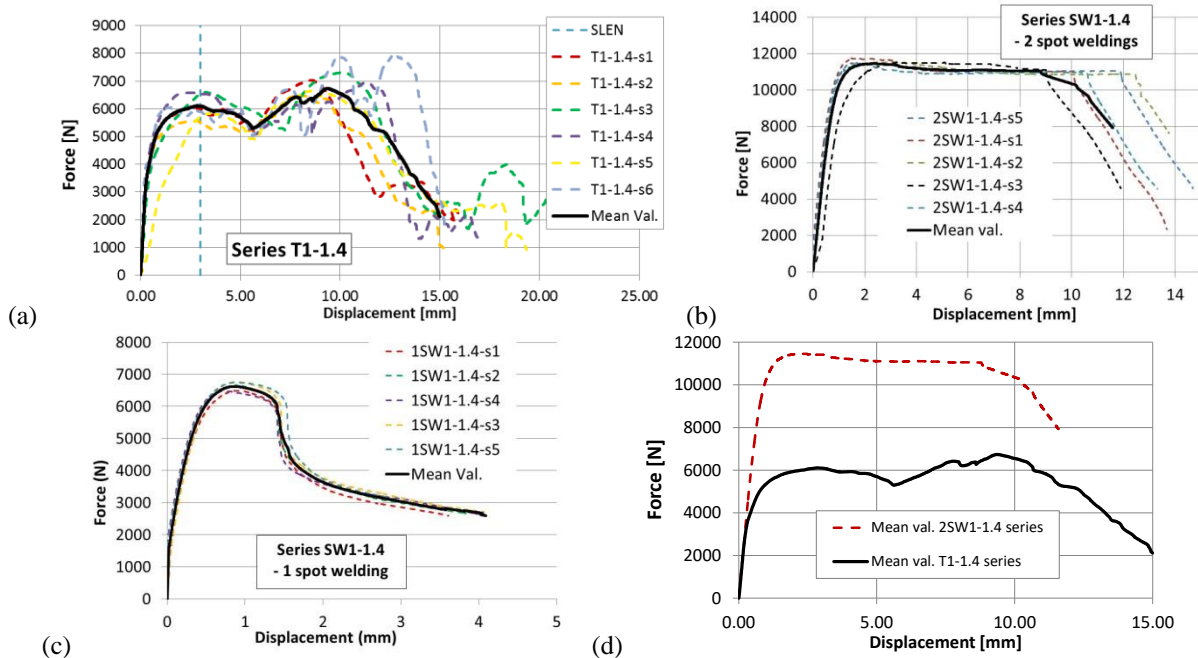 9000
8000
7000
6000
5000
4000
3000
2000
1000
0
Force [N]
0.00 5.00 10.00 15.00 20.00 25.00
Displacement [mm]
Series T1-1.4
SLEN
T1-1.4-s1
T1-1.4-s2
T1-1.4-s3
T1-1.4-s4
T1-1.4-s5
T1-1.4-s6
Mean Val.
(a)
14000
12000
10000
8000
6000
4000
2000
0
Force [N]
0 2 4 6 8 10 12 14
Displacement [mm]
Series SW1-1.4
- 2 spot weldings
2SW1-1.4-s5
2SW1-1.4-s1
2SW1-1.4-s2
2SW1-1.4-s3
2SW1-1.4-s4
Mean val.
(b)
8000
7000
6000
5000
4000
3000
2000
1000
0
Force (N)
0 1 2 3 4 5
Displacement (mm)
1SW1-1.4-s1
1SW1-1.4-s2
1SW1-1.4-s4
1SW1-1.4-s3
1SW1-1.4-s5
Mean Val.
Series SW1-1.4
- 1 spot welding
(c)
12000
10000
8000
6000
4000
2000
0
Force [N]
0.00 5.00 10.00 15.00
Displacement [mm]
Mean val. 2SW1-1.4 series
Mean val. T1-1.4 series
(d)